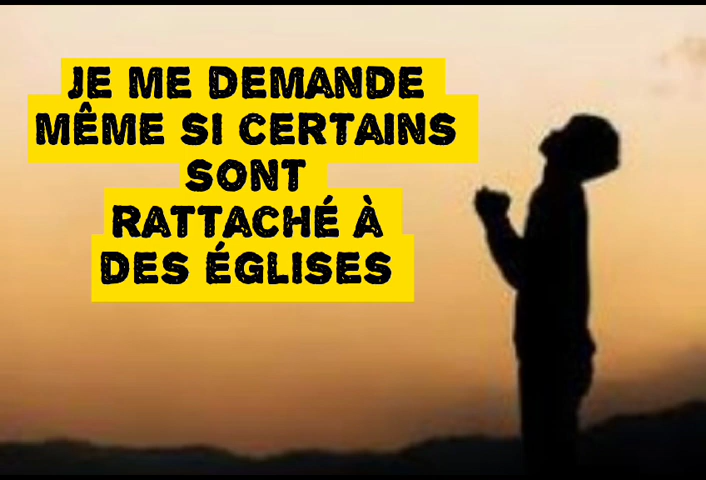 JE ME DEMANDE
MÊME SI CERTAINS
SONT
RATTACHÉ À
DES ÉGLISES